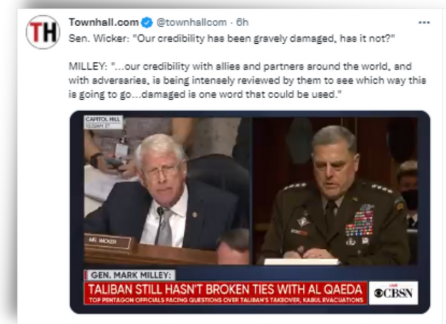 TH
Townhall.com @townhallcom · 6h
Sen. Wicker: "Our credibility has been gravely damaged, has it not?"
MILLEY: "...our credibility with allies and partners around the world, and
with adversaries, is being intensely reviewed by them to see which way this
is going to go...damaged is one word that could be used."
CAPITOL HILL
MR. WICKER
GEN. MARK MILLEY:
TALIBAN STILL HASN'T BROKEN TIES WITH AL QAEDA
TOP PENTAGON OFFICIALS FACING QUESTIONS OVER TALIBAN'S TAKEOVER, KABUL EVACUATIONS
CBSN